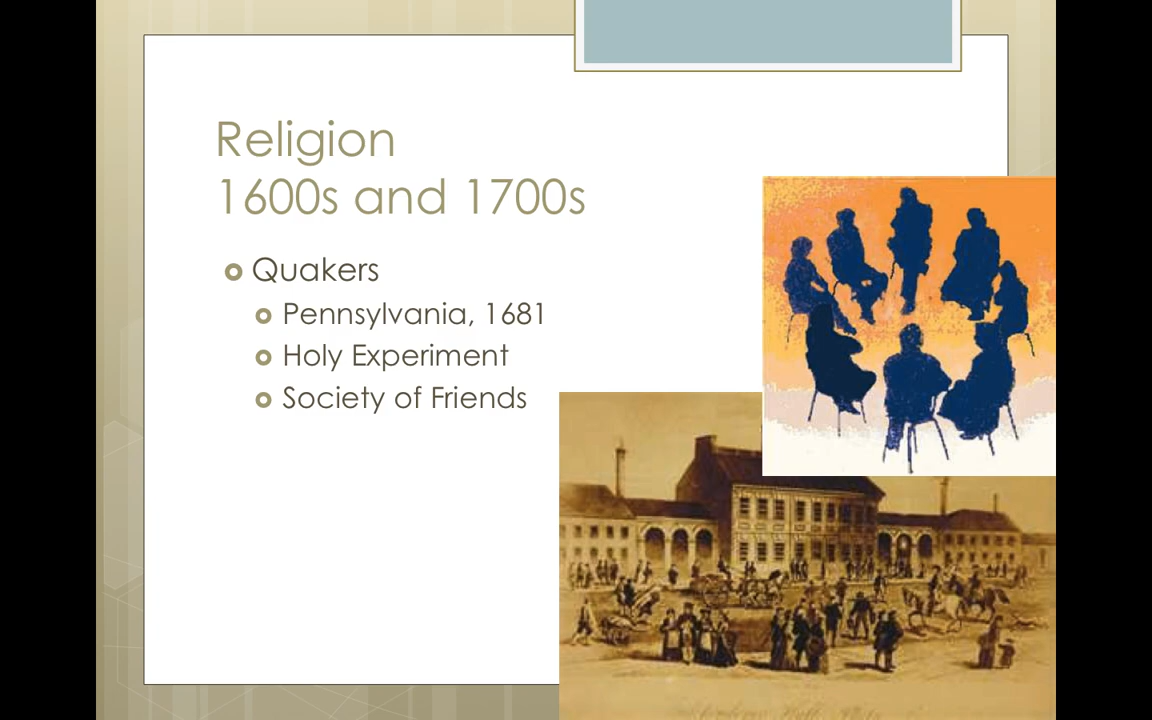 Religion
1600s and 1700s
Quakers
Pennsylvania, 1681
Holy Experiment
Society of Friends